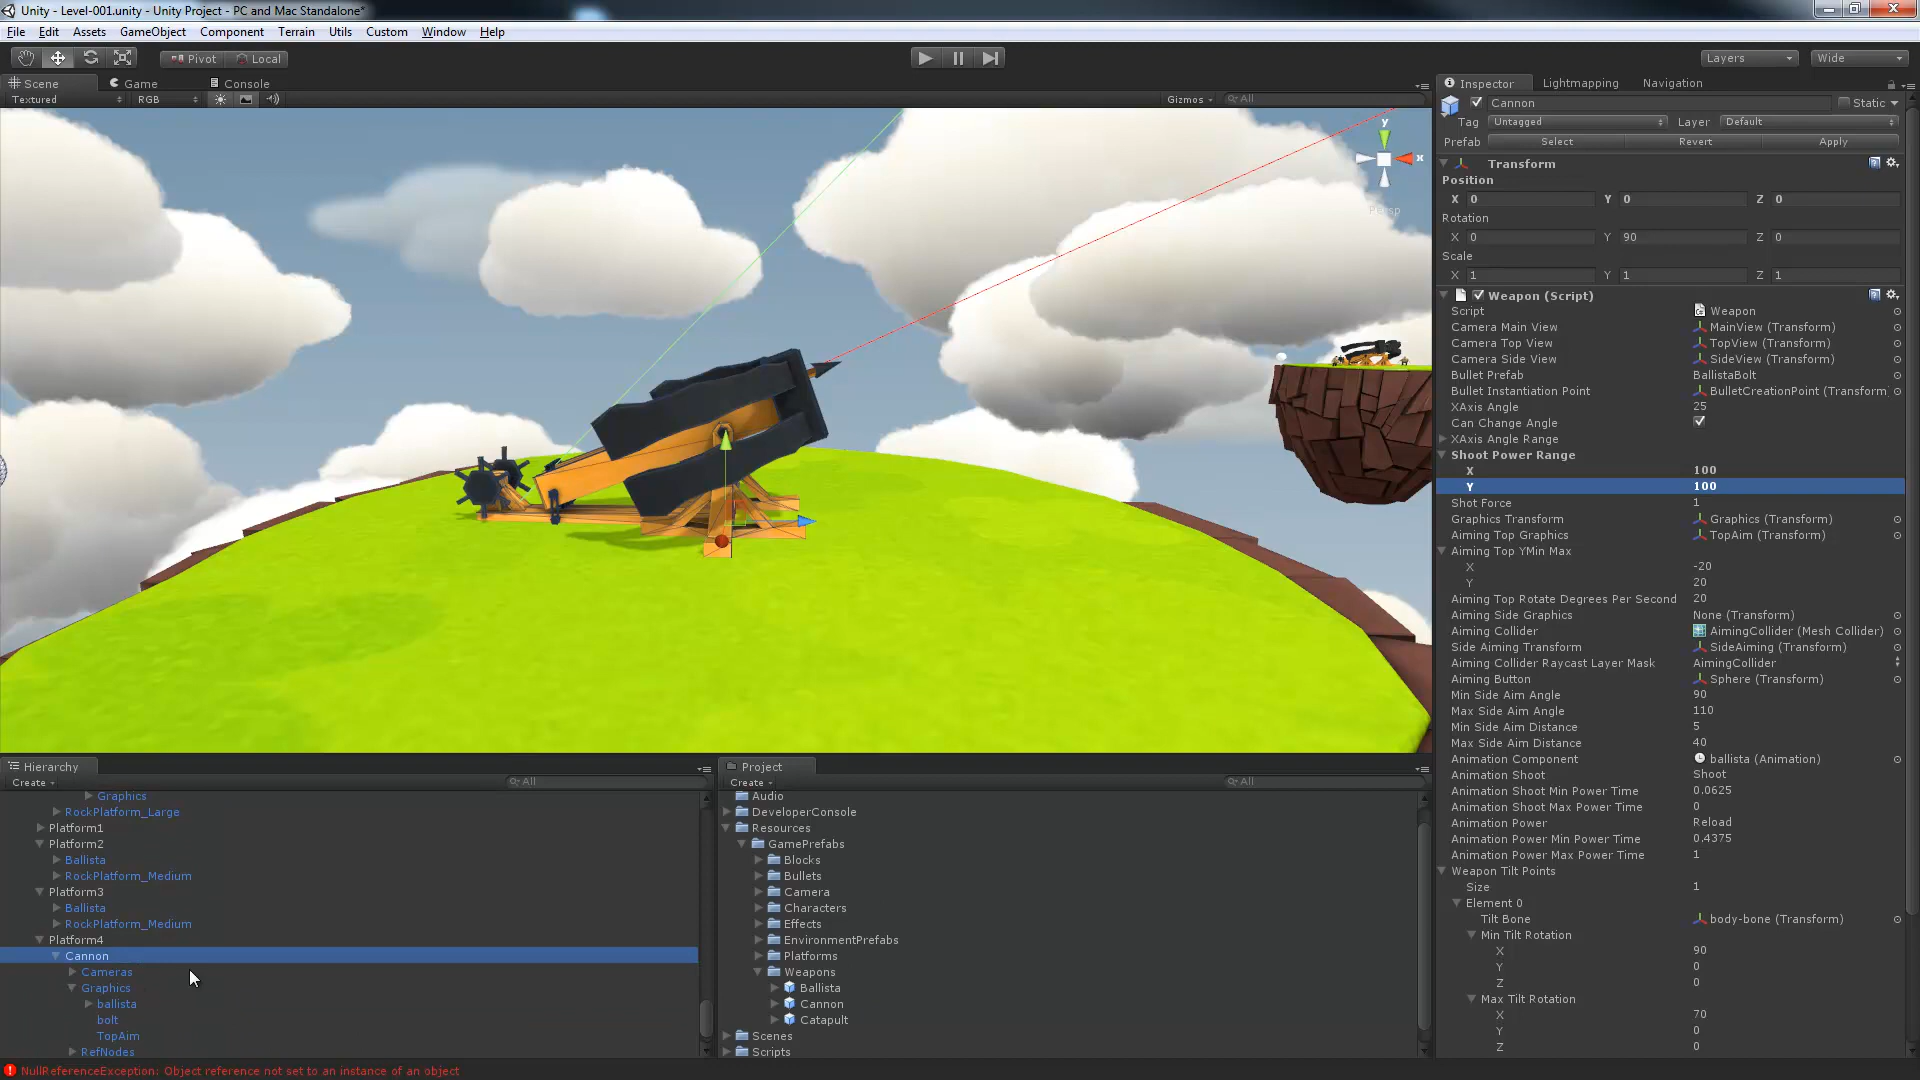 Unity - Level-001.unity - Unity Project - PC and Mac Standalone*
File Edit Assets GameObject Component Terrain Utils Custom Window Help
Pivot Local Layers Wide
Scene Game Console
Textured RGB Gizmos All
y
x
Persp
Hierarchy
Create All
Graphics
RockPlatform_Large
Platform1
Platform2
Ballista
RockPlatform_Medium
Platform3
Ballista
RockPlatform_Medium
Platform4
Cannon
Cameras
Graphics
ballista
bolt
TopAim
RefNodes
Project
Create All
Audio
DeveloperConsole
Resources
GamePrefabs
Blocks
Bullets
Camera
Characters
Effects
EnvironmentPrefabs
Platforms
Weapons
Ballista
Cannon
Catapult
Scenes
Scripts
Inspector Lightmapping Navigation
Cannon Static
Tag Untagged Layer Default
Prefab Select Revert Apply
Transform
Position
X 0 Y 0 Z 0
Rotation
X 0 Y 90 Z 0
Scale
X 1 Y 1 Z 1
Weapon (Script)
Script Weapon
Camera Main View MainView (Transform)
Camera Top View TopView (Transform)
Camera Side View SideView (Transform)
Bullet Prefab BallistaBolt
Bullet Instantiation Point BulletCreationPoint (Transform
XAxis Angle 25
Can Change Angle
XAxis Angle Range
Shoot Power Range
X 100
Y 100
Shot Force 1
Graphics Transform Graphics (Transform)
Aiming Top Graphics TopAim (Transform)
Aiming Top YMin Max
X -20
Y 20
Aiming Top Rotate Degrees Per Second 20
Aiming Side Graphics None (Transform)
Aiming Collider AimingCollider (Mesh Collider)
Side Aiming Transform SideAiming (Transform)
Aiming Collider Raycast Layer Mask AimingCollider
Aiming Button Sphere (Transform)
Min Side Aim Angle 90
Max Side Aim Angle 110
Min Side Aim Distance 5
Max Side Aim Distance 40
Animation Component ballista (Animation)
Animation Shoot Shoot
Animation Shoot Min Power Time 0.0625
Animation Shoot Max Power Time 0
Animation Power Reload
Animation Power Min Power Time 0.4375
Animation Power Max Power Time 1
Weapon Tilt Points
Size 1
Element 0
Tilt Bone body-bone (Transform)
Min Tilt Rotation
X 90
Y 0
Z 0
Max Tilt Rotation
X 70
Y 0
Z 0
NullReferenceException: Object reference not set to an instance of an object